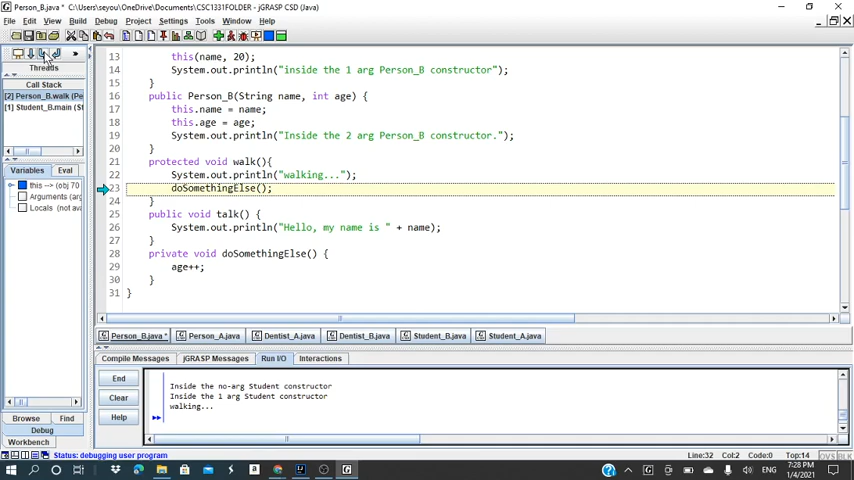 Person_B.java* : C:\Users\seyou\OneDrive\Documents\CSC1331FOLDER - jGRASP CSD (Java)
File Edit View Build Debug Project Settings Tools Window Help
Threads
Call Stack
[2] Person_B.walk (Pe
[1] Student_B.main (St
Variables Eval
this --> (obj 70
Arguments (arg
Locals (not ava
Browse Find
Debug
Workbench
13 this(name, 20);
14 System.out.println("inside the 1 arg Person_B constructor");
15 }
16 public Person_B(String name, int age) {
17 this.name = name;
18 this.age = age;
19 System.out.println("Inside the 2 arg Person_B constructor.");
20 }
21 protected void walk(){
22 System.out.println("walking...");
23 doSomethingElse();
24 }
25 public void talk() {
26 System.out.println("Hello, my name is " + name);
27 }
28 private void doSomethingElse() {
29 age++;
30 }
31 }
Person_B.java * Person_A.java Dentist_A.java Dentist_B.java Student_B.java Student_A.java
Compile Messages jGRASP Messages Run I/O Interactions
End
Clear
Help
Inside the no-arg Student constructor
Inside the 1 arg Student constructor
walking...
Status: debugging user program
Line:32 Col:2 Code:0 Top:14 OVS BLK
ENG
7:28 PM
1/4/2021